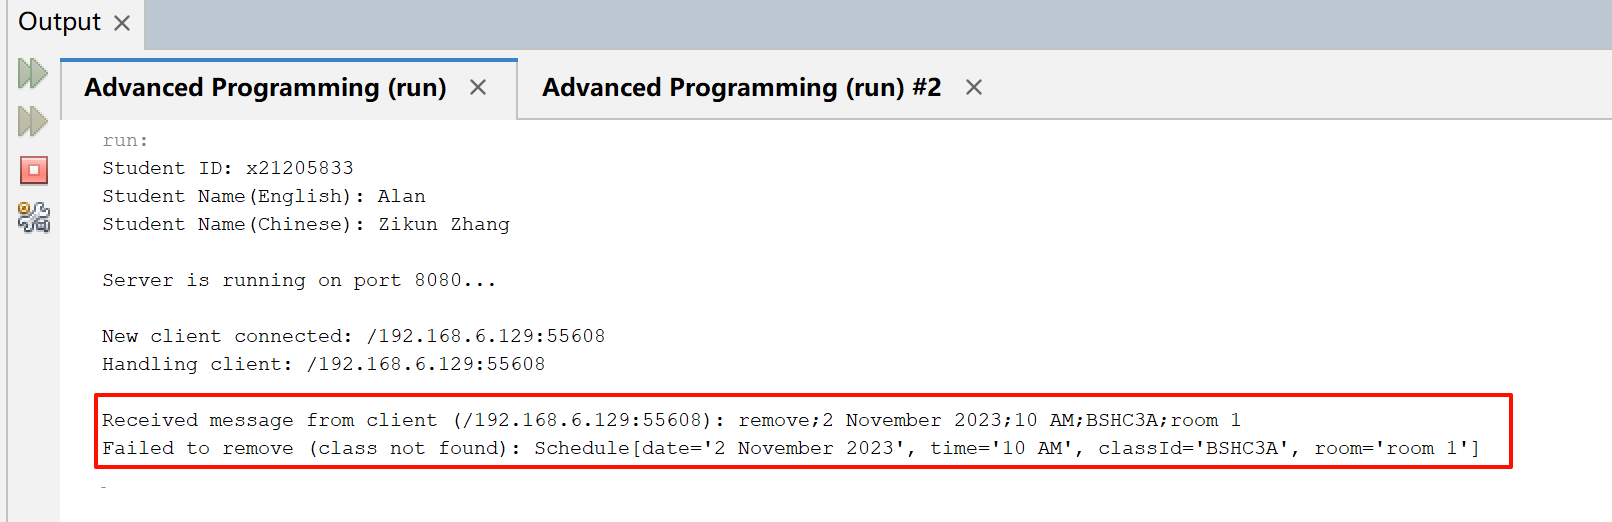 Output
Advanced Programming (run)
Advanced Programming (run) #2
run:
Student ID: x21205833
Student Name(English): Alan
Student Name(Chinese): Zikun Zhang
Server is running on port 8080...
New client connected: /192.168.6.129:55608
Handling client: /192.168.6.129:55608
Received message from client (/192.168.6.129:55608): remove;2 November 2023;10 AM;BSHC3A;room 1
Failed to remove (class not found): Schedule[date='2 November 2023', time='10 AM', classId='BSHC3A', room='room 1']